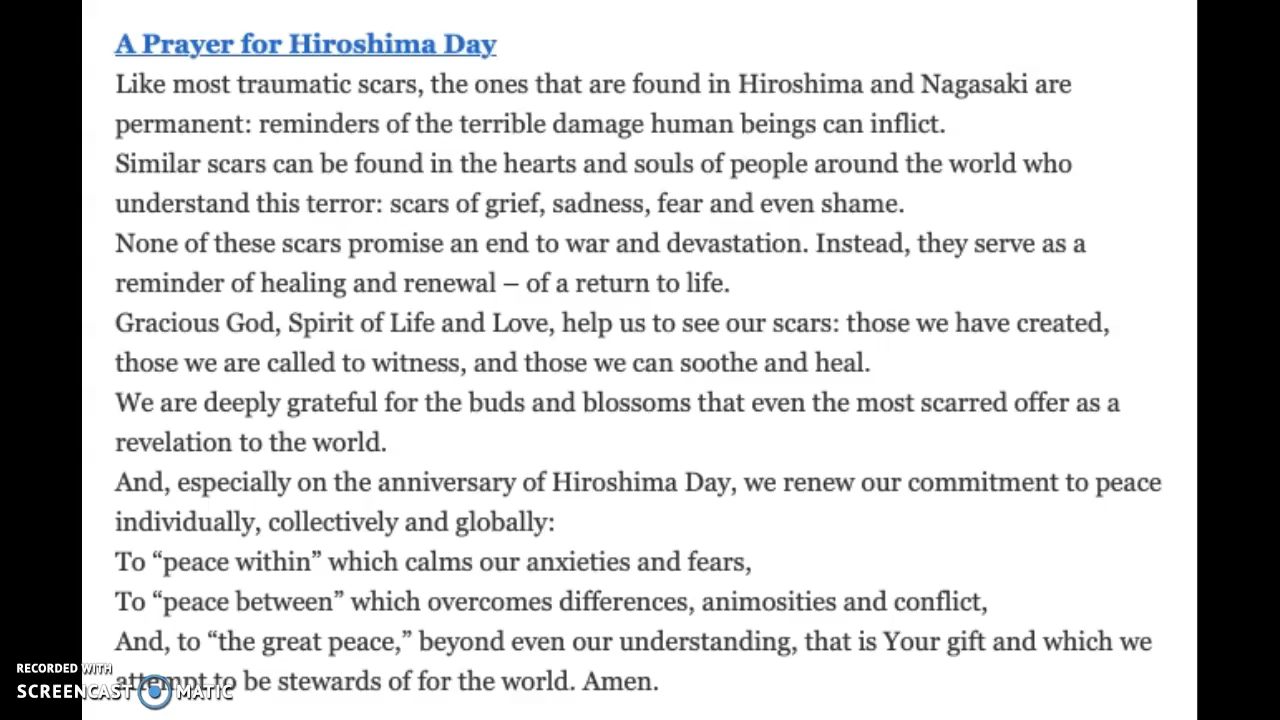 A Prayer for Hiroshima Day
Like most traumatic scars, the ones that are found in Hiroshima and Nagasaki are
permanent: reminders of the terrible damage human beings can inflict.
Similar scars can be found in the hearts and souls of people around the world who
understand this terror: scars of grief, sadness, fear and even shame.
None of these scars promise an end to war and devastation. Instead, they serve as a
reminder of healing and renewal – of a return to life.
Gracious God, Spirit of Life and Love, help us to see our scars: those we have created,
those we are called to witness, and those we can soothe and heal.
We are deeply grateful for the buds and blossoms that even the most scarred offer as a
revelation to the world.
And, especially on the anniversary of Hiroshima Day, we renew our commitment to peace
individually, collectively and globally:
To “peace within” which calms our anxieties and fears,
To “peace between” which overcomes differences, animosities and conflict,
And, to “the great peace,” beyond even our understanding, that is Your gift and which we
attempt to be stewards of for the world. Amen.
RECORDED WITH
SCREENCAST MATIC